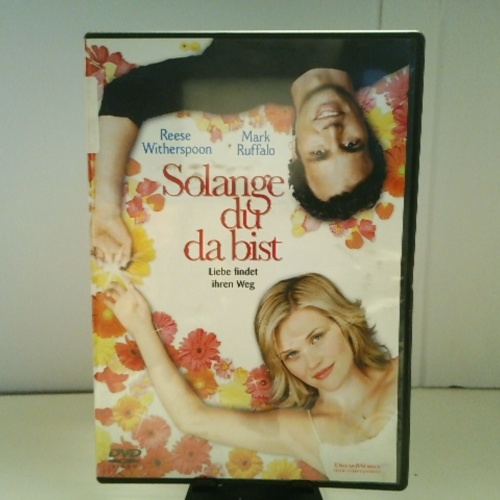 Reese
Witherspoon
Mark
Ruffalo
Solange
du
da bist
Liebe findet
ihren Weg
DVD